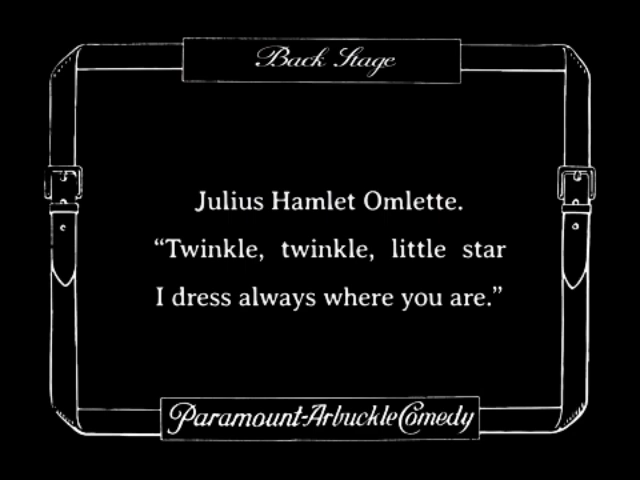 Back Stage
Julius Hamlet Omlette.
“Twinkle, twinkle, little star
I dress always where you are.”
Paramount-Arbuckle Comedy